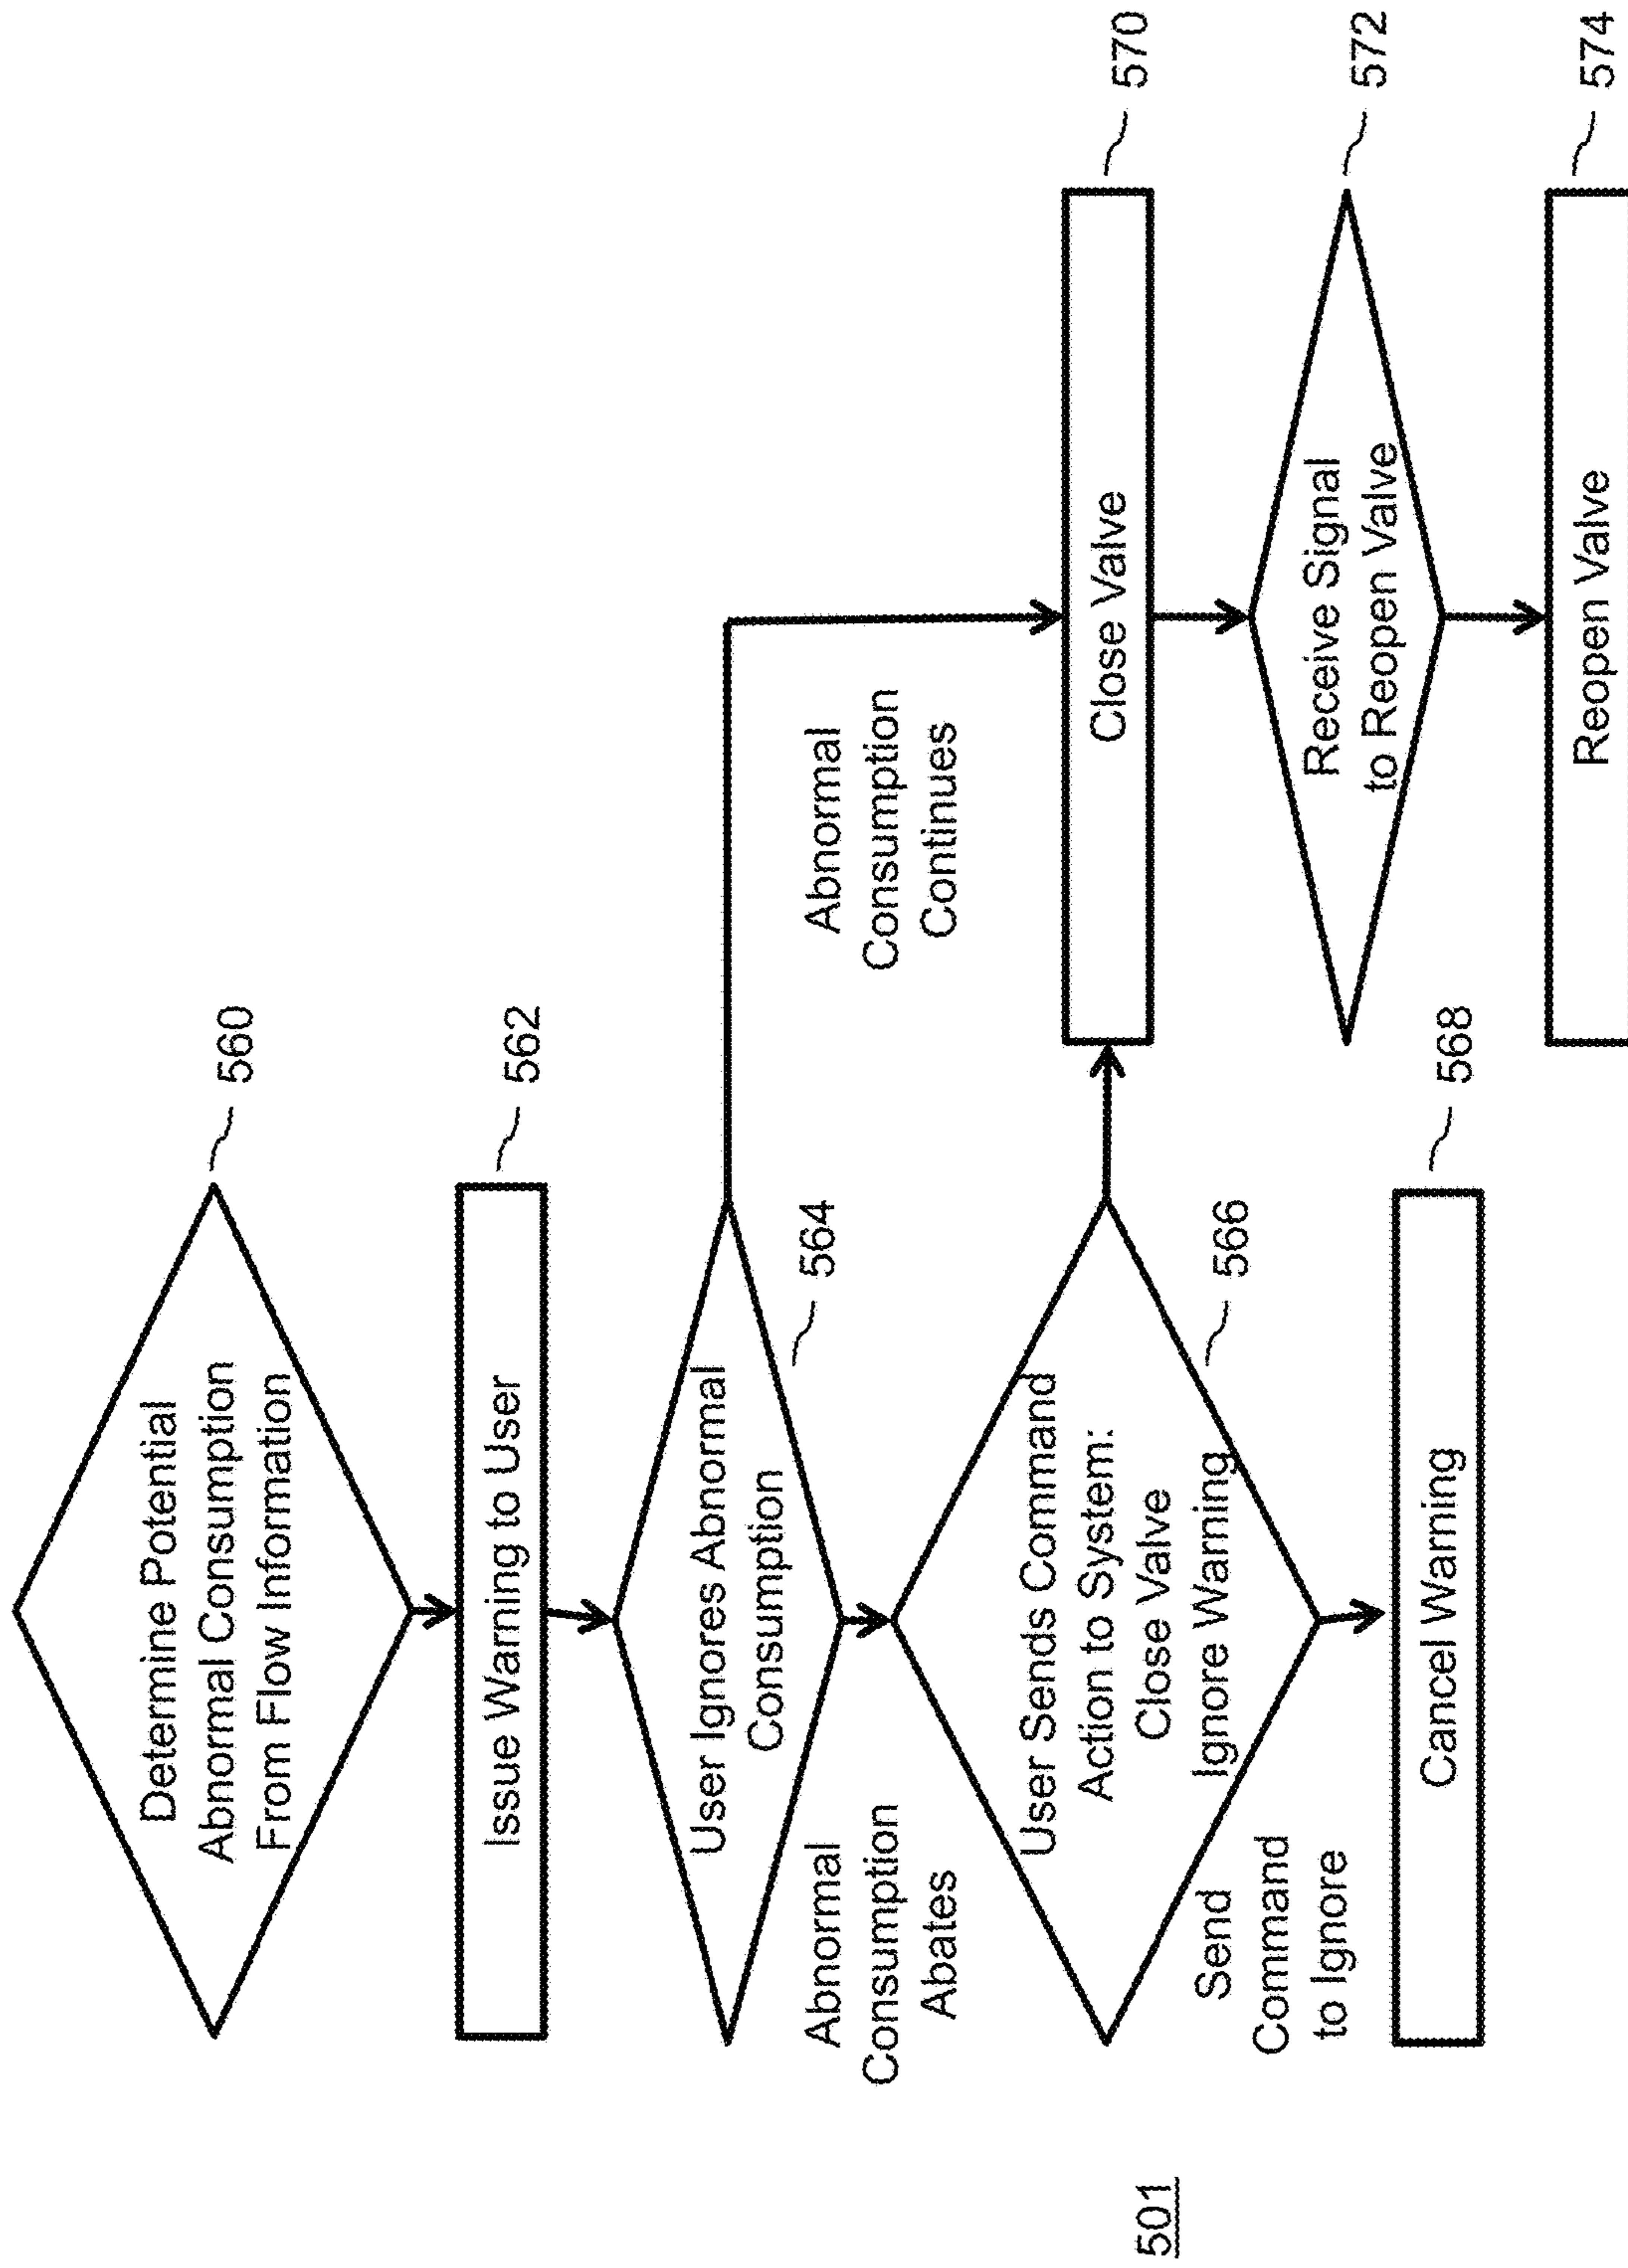 Determine Potential
Abnormal Consumption
From Flow Information
560
Issue Warning to User
562
User Ignores Abnormal
Consumption
564
Abnormal
Consumption
Abates
Abnormal
Consumption
Continues
User Sends Command
Action to System:
Close Valve
Ignore Warning
566
Close Valve
570
Send
Command
to Ignore
Receive Signal
to Reopen Valve
572
Cancel Warning
568
Reopen Valve
574
501